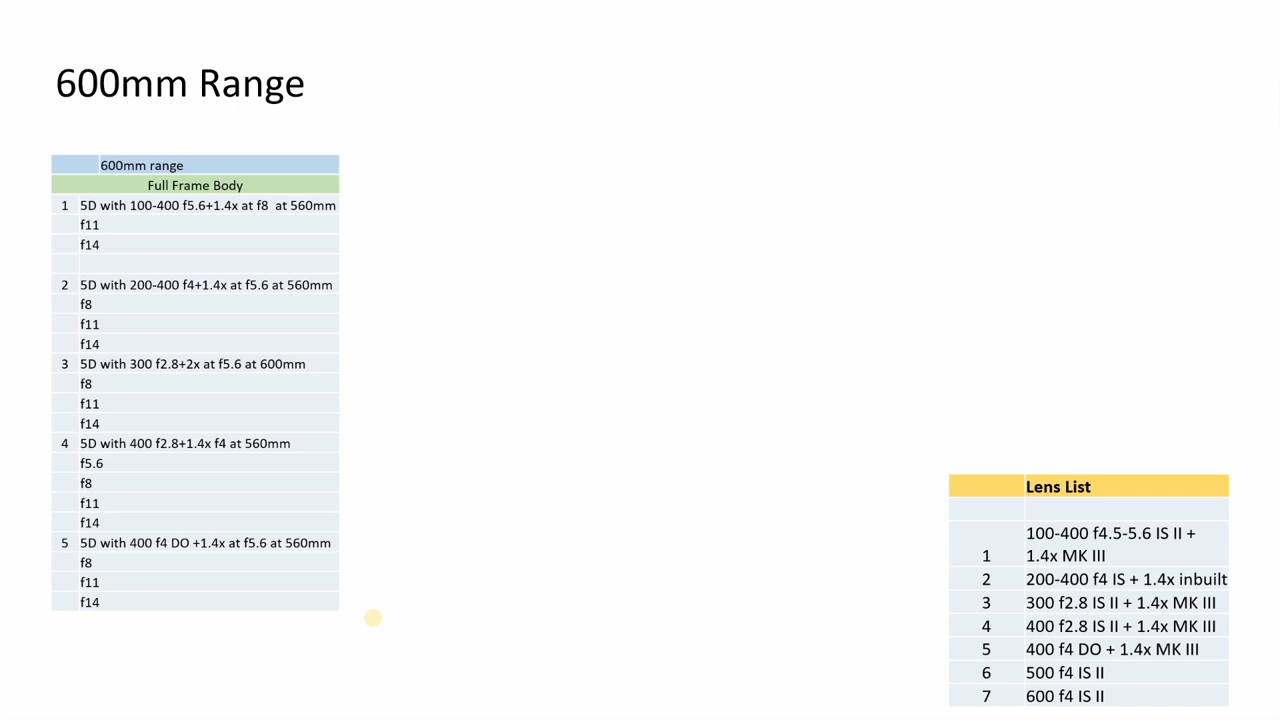 600mm Range
600mm range
Full Frame Body
1 5D with 100-400 f5.6+1.4x at f8 at 560mm
f11
f14
2 5D with 200-400 f4+1.4x at f5.6 at 560mm
f8
f11
f14
3 5D with 300 f2.8+2x at f5.6 at 600mm
f8
f11
f14
4 5D with 400 f2.8+1.4x f4 at 560mm
f5.6
f8
f11
f14
5 5D with 400 f4 DO +1.4x at f5.6 at 560mm
f8
f11
f14
Lens List
100-400 f4.5-5.6 IS II +
1 1.4x MK III
2 200-400 f4 IS + 1.4x inbuilt
3 300 f2.8 IS II + 1.4x MK III
4 400 f2.8 IS II + 1.4x MK III
5 400 f4 DO + 1.4x MK III
6 500 f4 IS II
7 600 f4 IS II